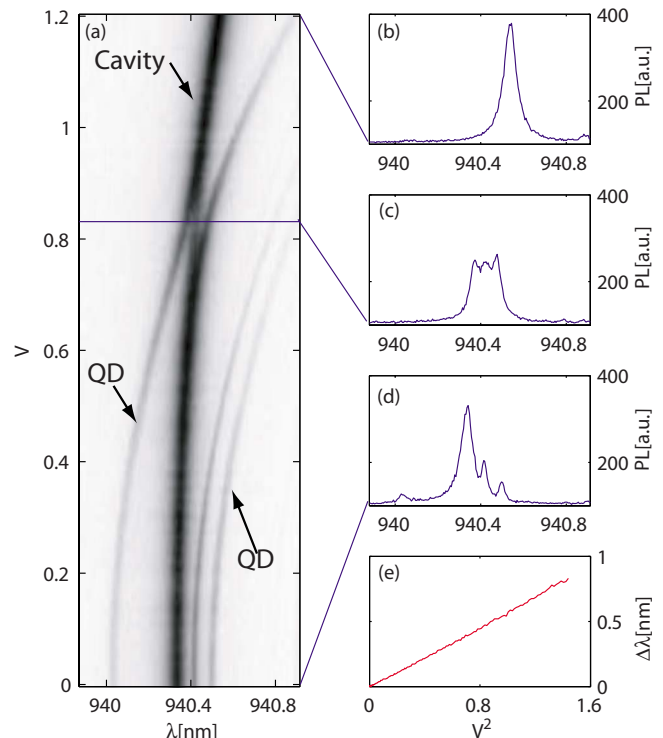 (a)
Cavity
QD
QD
1.2
1
0.8
0.6
0.4
0.2
0
V
940
940.4
940.8
λ[nm]
(b)
400
200
PL[a.u.]
940
940.4
940.8
(c)
400
200
PL[a.u.]
940
940.4
940.8
(d)
400
200
PL[a.u.]
940
940.4
940.8
(e)
1
0.5
0
Δλ[nm]
0
0.8
1.6
V²